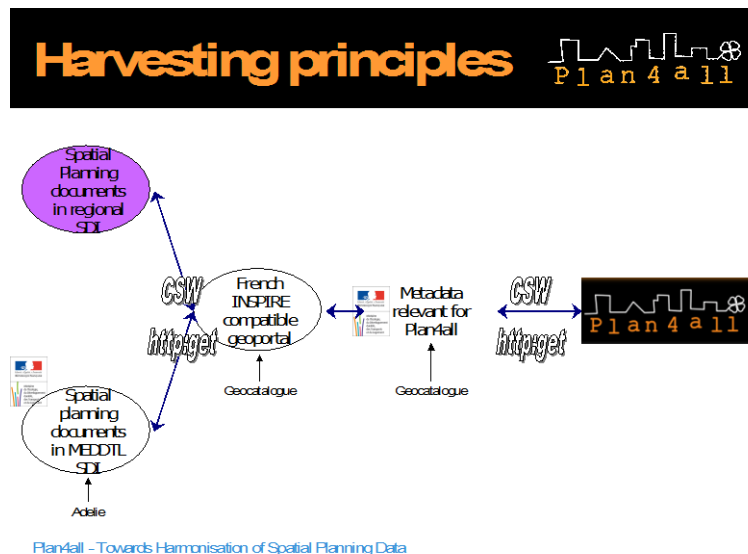 Harvesting principles
Plan4all
Spatial
Planning
documents
in regional
SDI
CSW
http:get
French
INSPIRE
compatible
geoportal
Metadata
relevant for
Plan4all
CSW
http:get
Plan4all
Geocatalogue
Geocatalogue
Spatial
planning
documents
in MEDDTL
SDI
Adelie
Plan4all - Towards Harmonisation of Spatial Planning Data